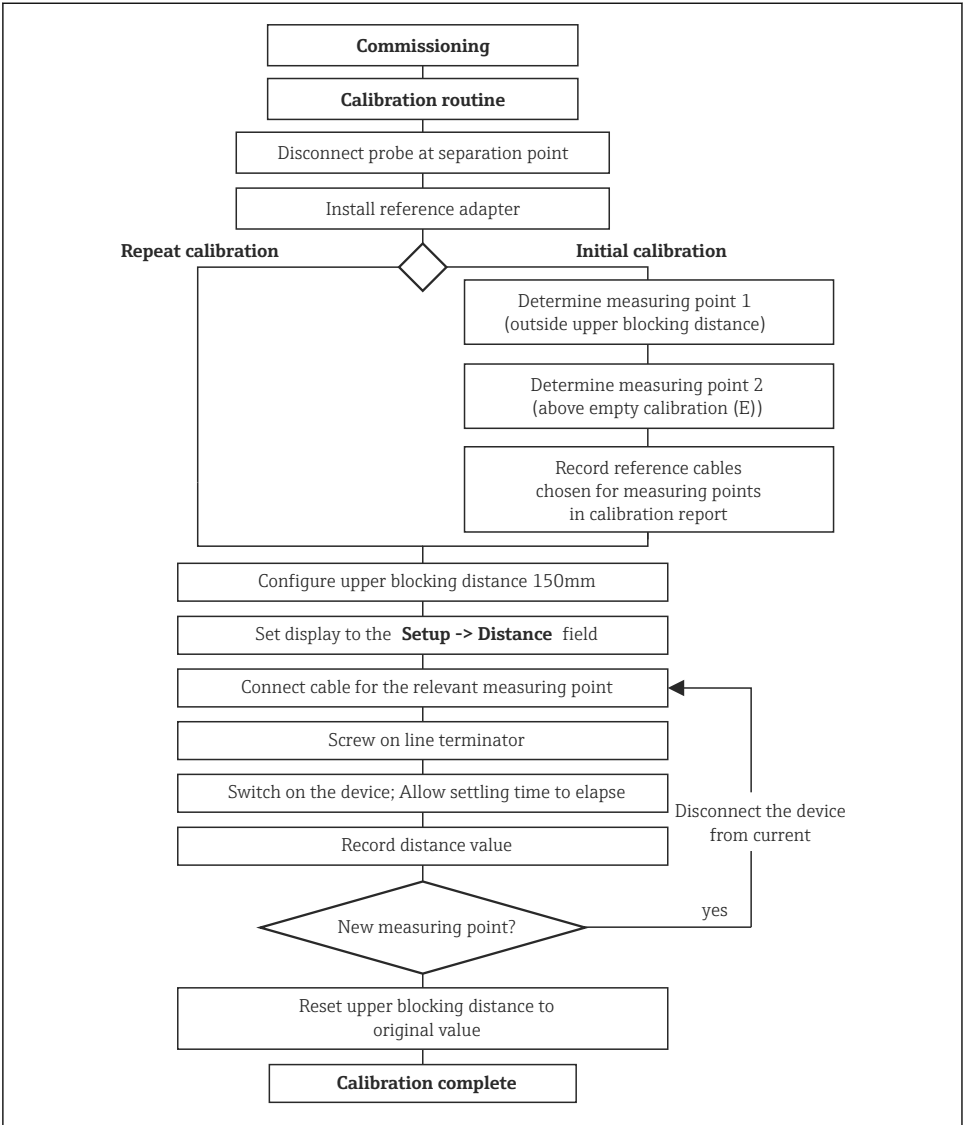 Commissioning
Calibration routine
Disconnect probe at separation point
Install reference adapter
Repeat calibration
Initial calibration
Determine measuring point 1
(outside upper blocking distance)
Determine measuring point 2
(above empty calibration (E))
Record reference cables
chosen for measuring points
in calibration report
Configure upper blocking distance 150mm
Set display to the Setup -> Distance field
Connect cable for the relevant measuring point
Screw on line terminator
Switch on the device; Allow settling time to elapse
Disconnect the device
from current
Record distance value
New measuring point?
yes
Reset upper blocking distance to
original value
Calibration complete